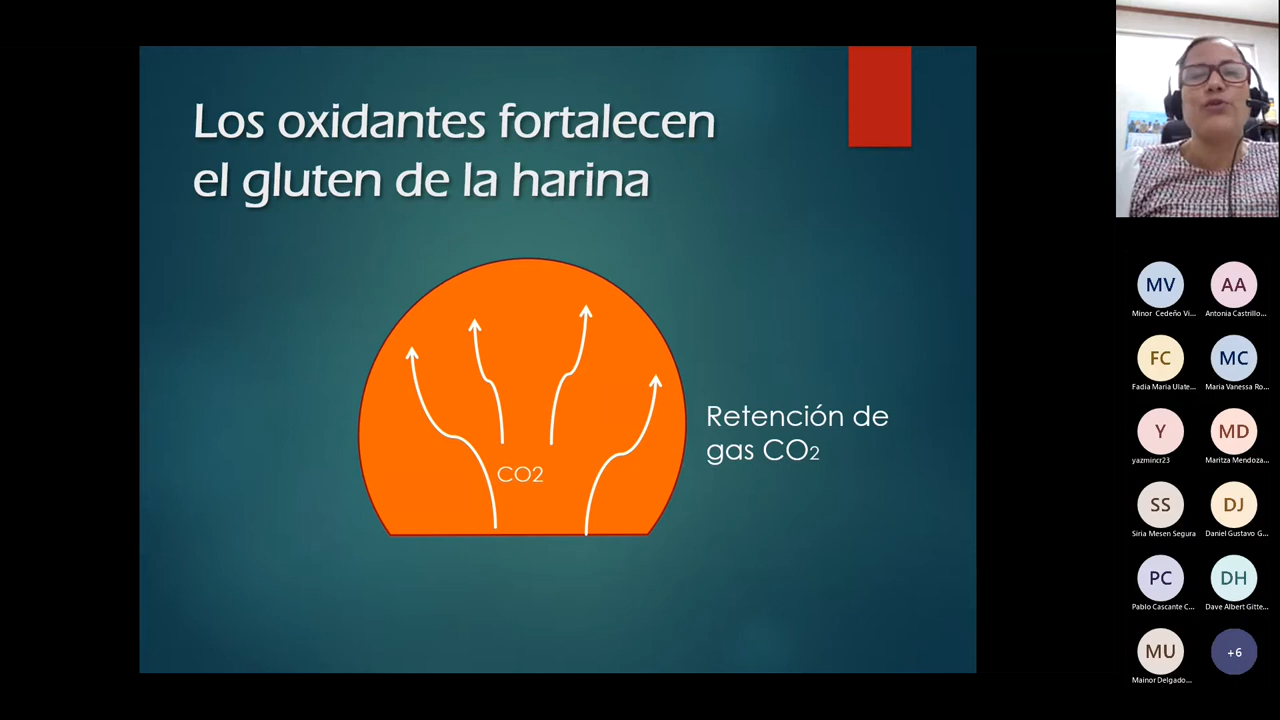 Los oxidantes fortalecen
el gluten de la harina
CO2
Retención de
gas CO2
MV
AA
Minor Cedeño Vi...
Antonia Castrillo...
FC
MC
Fadia Maria Ulate...
Maria Vanessa Ro...
Y
MD
yazmincr23
Maritza Mendoza...
SS
DJ
Siria Mesen Segura
Daniel Gustavo G...
PC
DH
Pablo Cascante C...
Dave Albert Gitte...
MU
+6
Mainor Delgado...